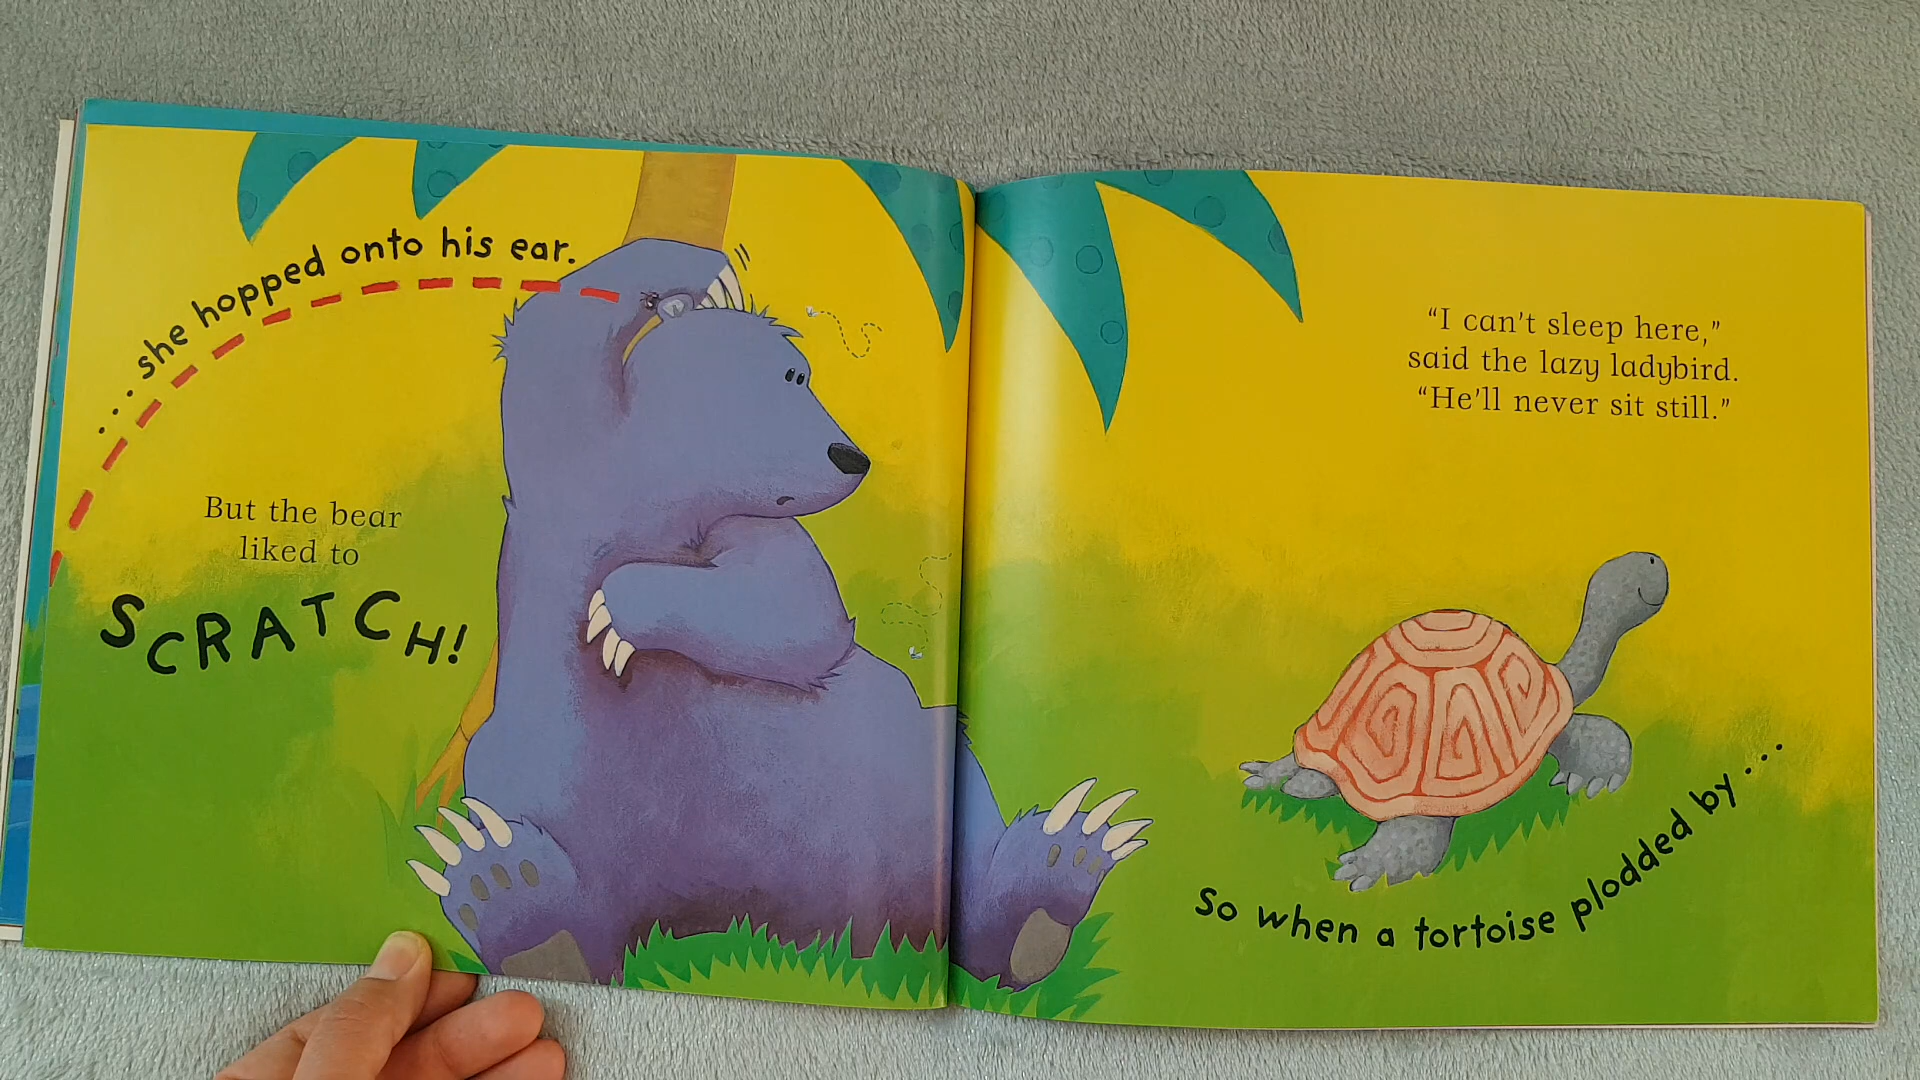 ...she hopped onto his ear.
But the bear
liked to
SCRATCH!
“I can't sleep here,”
said the lazy ladybird.
“He'll never sit still.”
So when a tortoise plodded by...